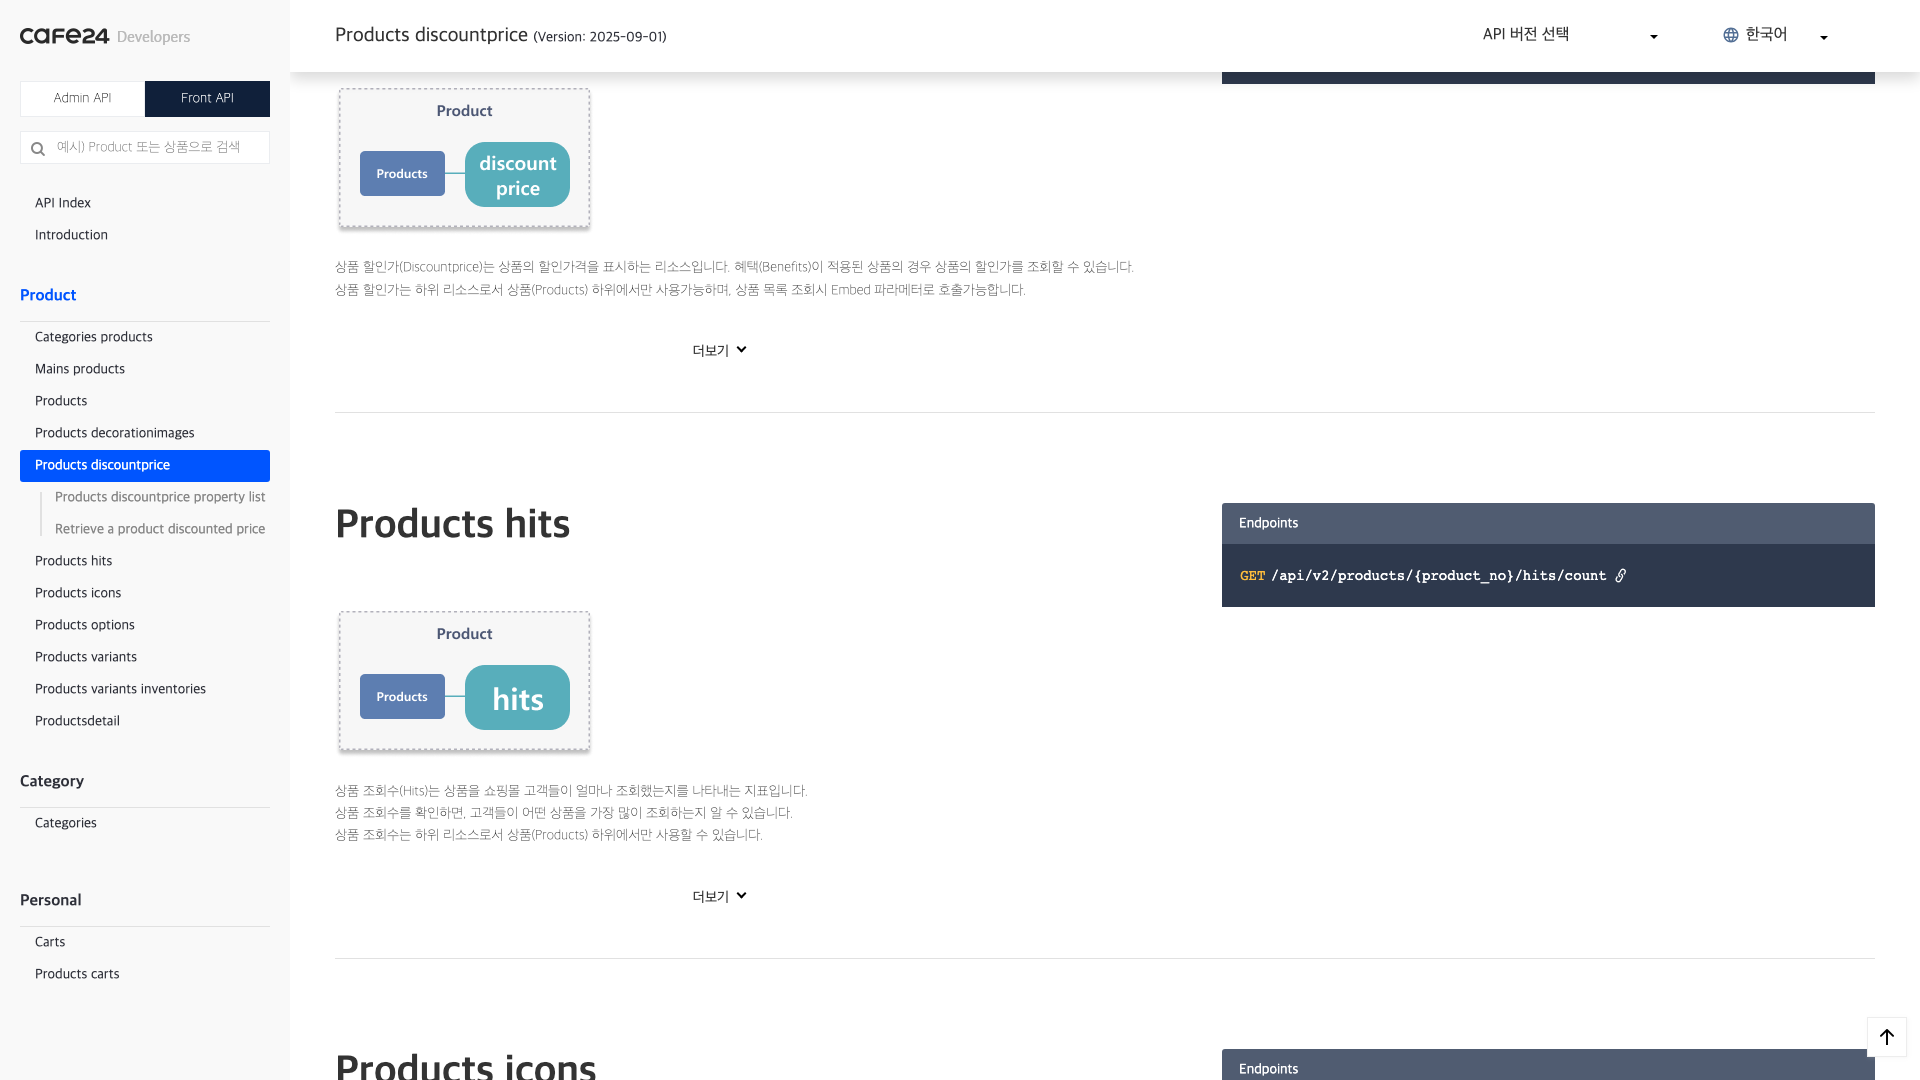 cafe24 Developers
Admin API
Front API
예시) Product 또는 상품으로 검색
API Index
Introduction
Product
Categories products
Mains products
Products
Products decorationimages
Products discountprice
Products discountprice property list
Retrieve a product discounted price
Products hits
Products icons
Products options
Products variants
Products variants inventories
Productsdetail
Category
Categories
Personal
Carts
Products carts
Products discountprice (Version: 2025-09-01)
API 버전 선택
한국어
Product
Products
discount
price
상품 할인가(Discountprice)는 상품의 할인가격을 표시하는 리소스입니다. 혜택(Benefits)이 적용된 상품의 경우 상품의 할인가를 조회할 수 있습니다.
상품 할인가는 하위 리소스로서 상품(Products) 하위에서만 사용가능하며, 상품 목록 조회시 Embed 파라메터로 호출가능합니다.
더보기
Products hits
Endpoints
GET /api/v2/products/{product_no}/hits/count
Product
Products
hits
상품 조회수(Hits)는 상품을 쇼핑몰 고객들이 얼마나 조회했는지를 나타내는 지표입니다.
상품 조회수를 확인하면, 고객들이 어떤 상품을 가장 많이 조회하는지 알 수 있습니다.
상품 조회수는 하위 리소스로서 상품(Products) 하위에서만 사용할 수 있습니다.
더보기
Products icons
Endpoints